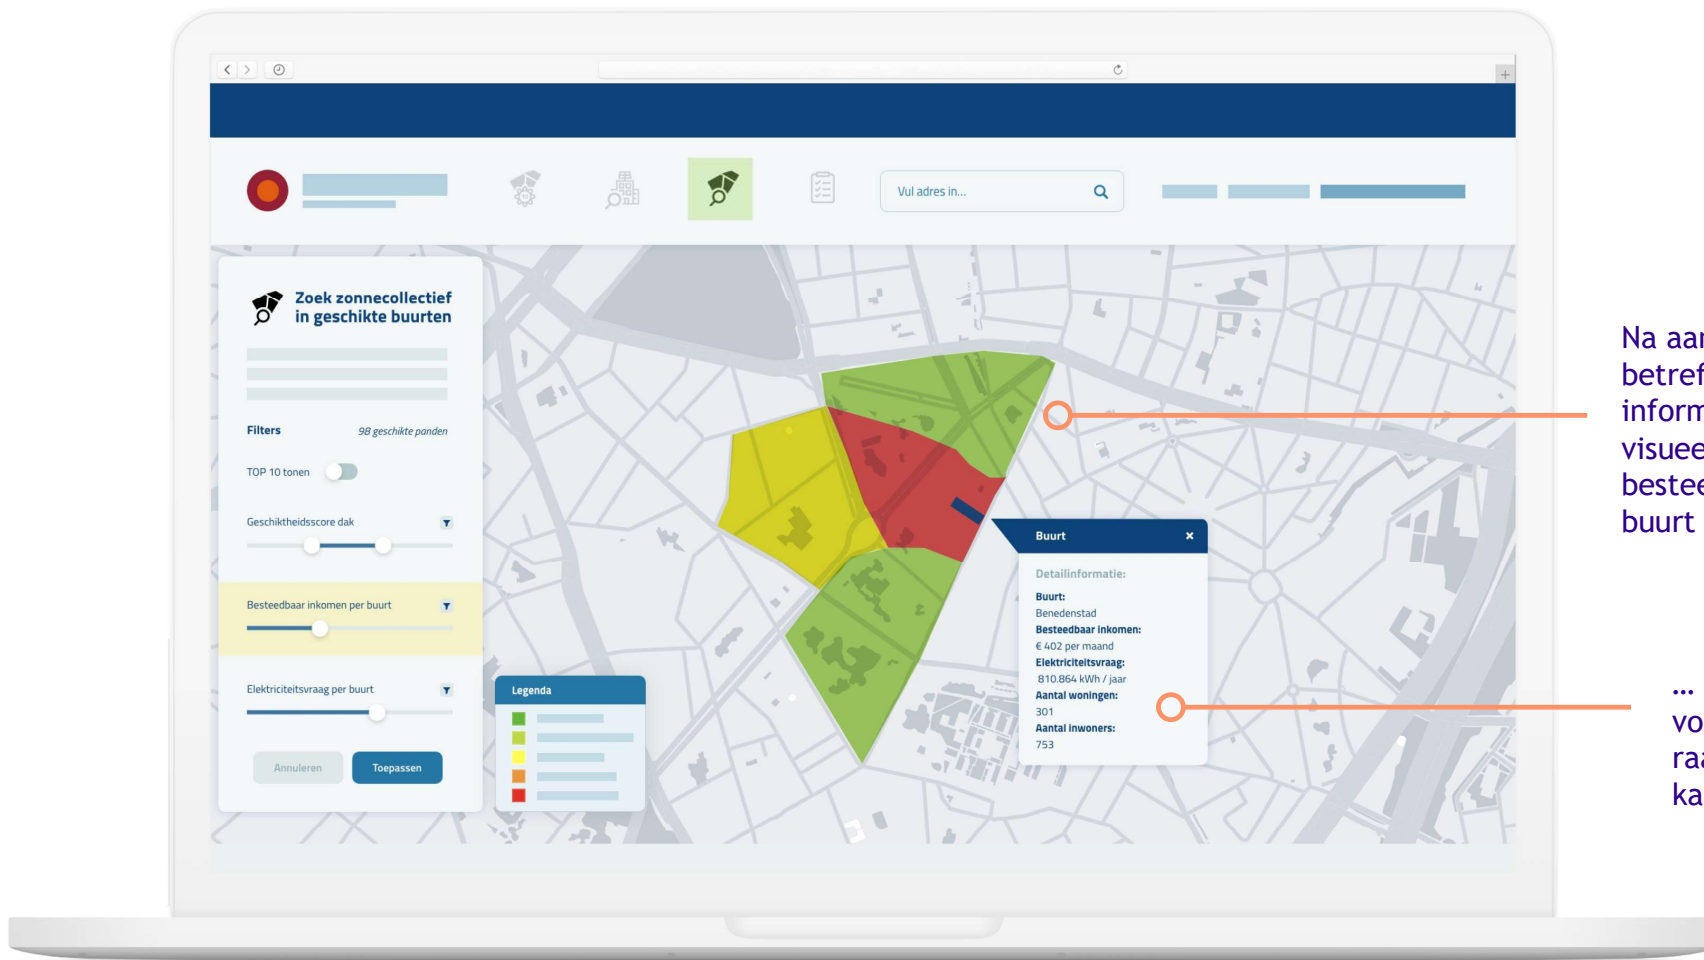 Vul adres in...
Zoek zonnecollectief
in geschikte buurten
Filters
98 geschikte panden
TOP 10 tonen
Geschiktheidsscore dak
Besteedbaar inkomen per buurt
Elektriciteitsvraag per buurt
Annuleren
Toepassen
Legenda
Buurt
Detailinformatie:
Buurt:
Benedenstad
Besteedbaar inkomen:
€ 402 per maand
Elektriciteitsvraag:
810.864 kWh / jaar
Aantal woningen:
301
Aantal inwoners:
753
Na aan
betref
inform
visuee
bestee
buurt
...
vo
raa
ka